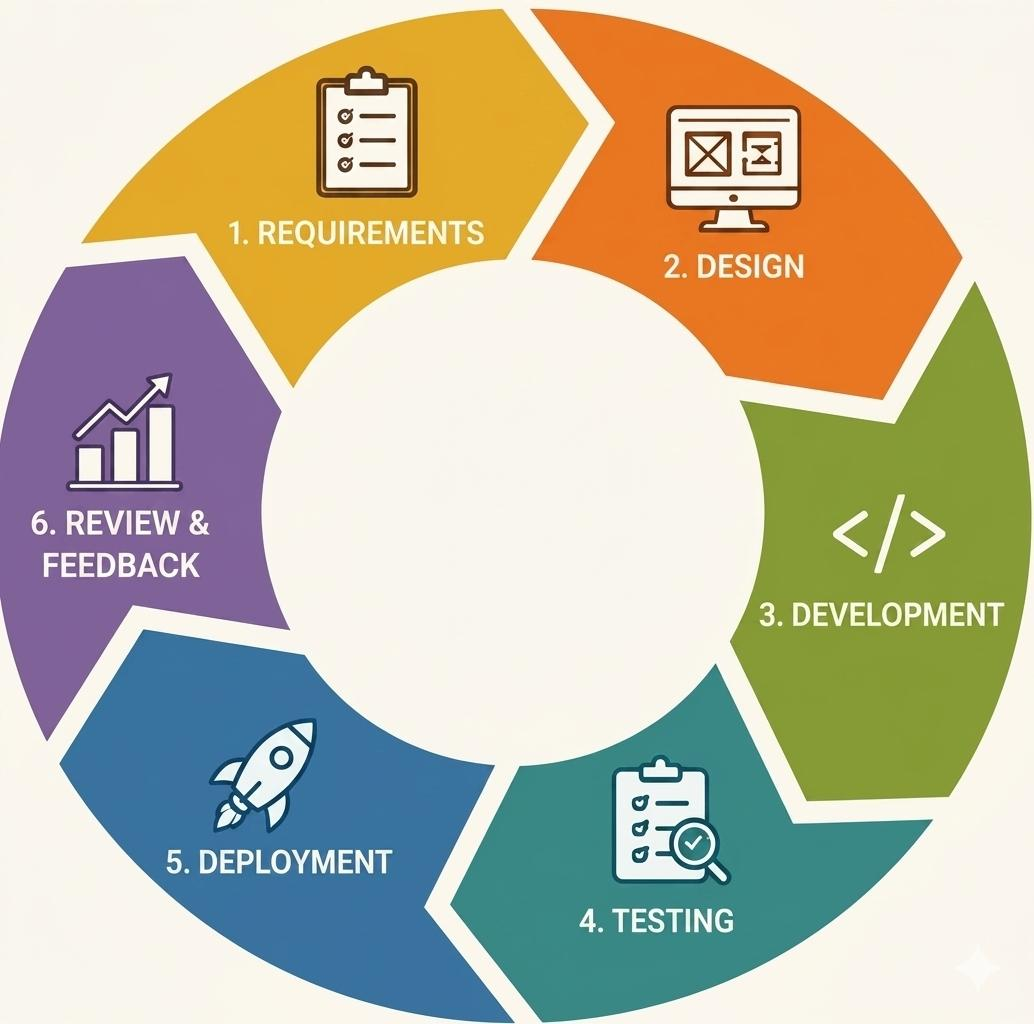 1. REQUIREMENTS
2. DESIGN
3. DEVELOPMENT
4. TESTING
5. DEPLOYMENT
6. REVIEW &
FEEDBACK